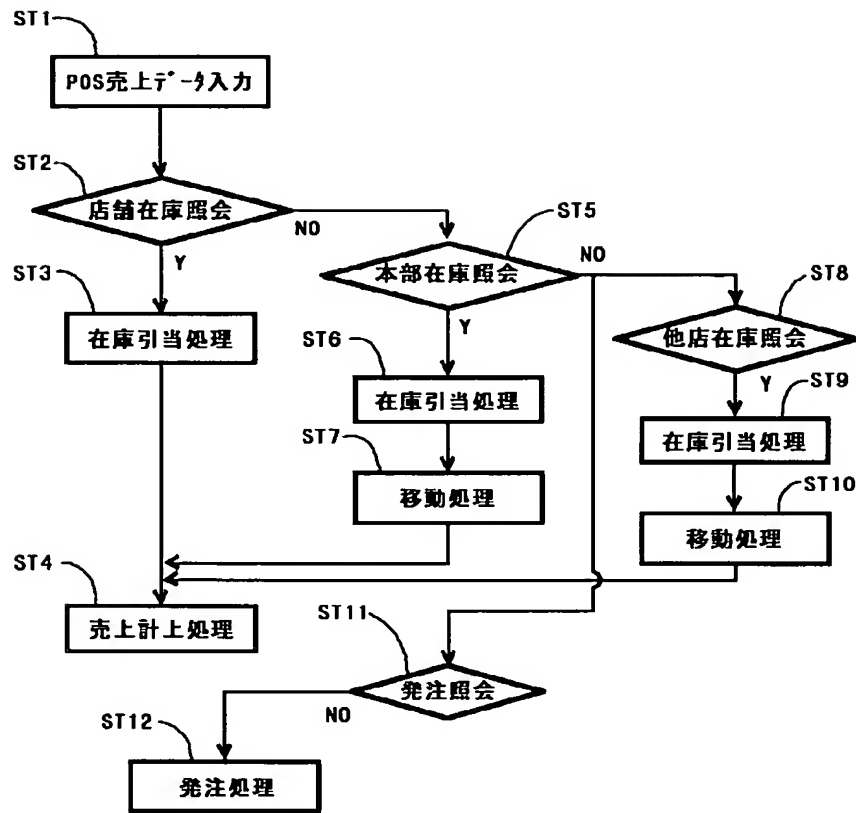 ST1
POS売上ﾃﾞｰﾀ入力
ST2
店舗在庫照会
NO
Y
ST5
本部在庫照会
NO
Y
ST3
在庫引当処理
ST8
他店在庫照会
Y
ST6
在庫引当処理
ST9
在庫引当処理
ST7
移動処理
ST10
移動処理
ST4
売上計上処理
ST11
発注照会
NO
ST12
発注処理